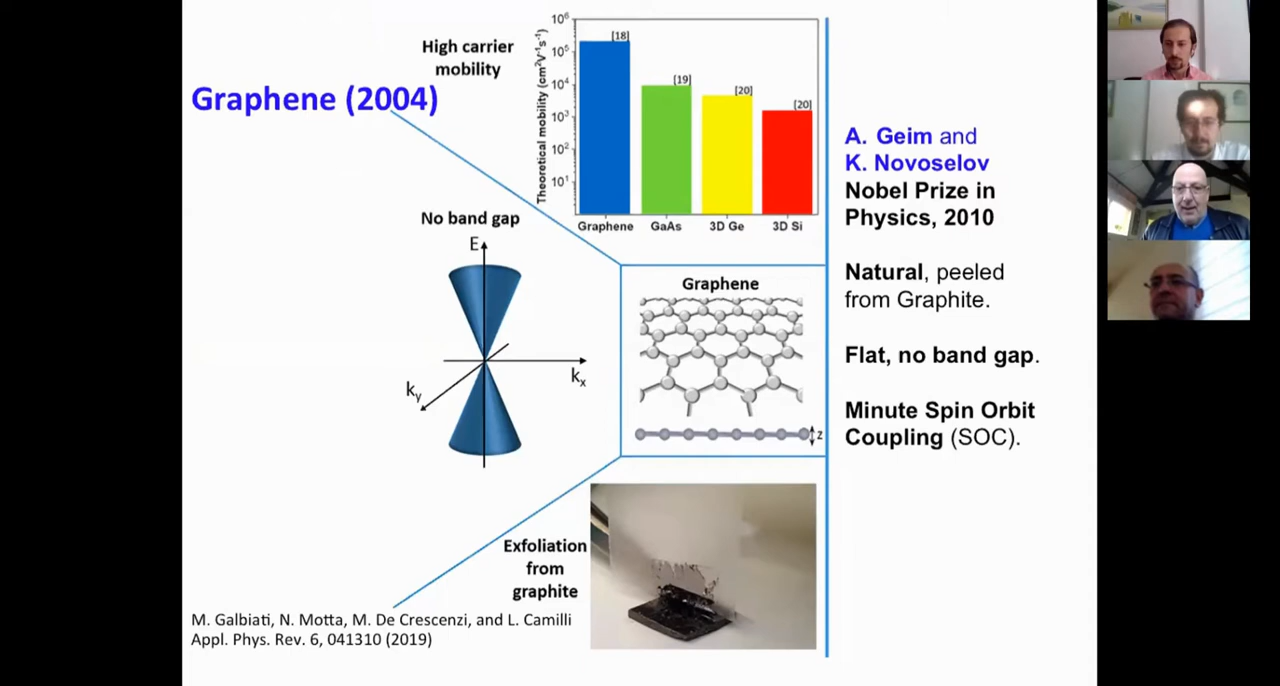 High carrier
mobility
Graphene (2004)
Theoretical mobility (cm²V⁻¹s⁻¹)
10⁶
10⁵
10⁴
10³
10²
10¹
[18]
[19]
[20]
[20]
Graphene
GaAs
3D Ge
3D Si
No band gap
E
kₓ
k_y
Graphene
z
Exfoliation
from
graphite
M. Galbiati, N. Motta, M. De Crescenzi, and L. Camilli
Appl. Phys. Rev. 6, 041310 (2019)
A. Geim and
K. Novoselov
Nobel Prize in
Physics, 2010
Natural, peeled
from Graphite.
Flat, no band gap.
Minute Spin Orbit
Coupling (SOC).